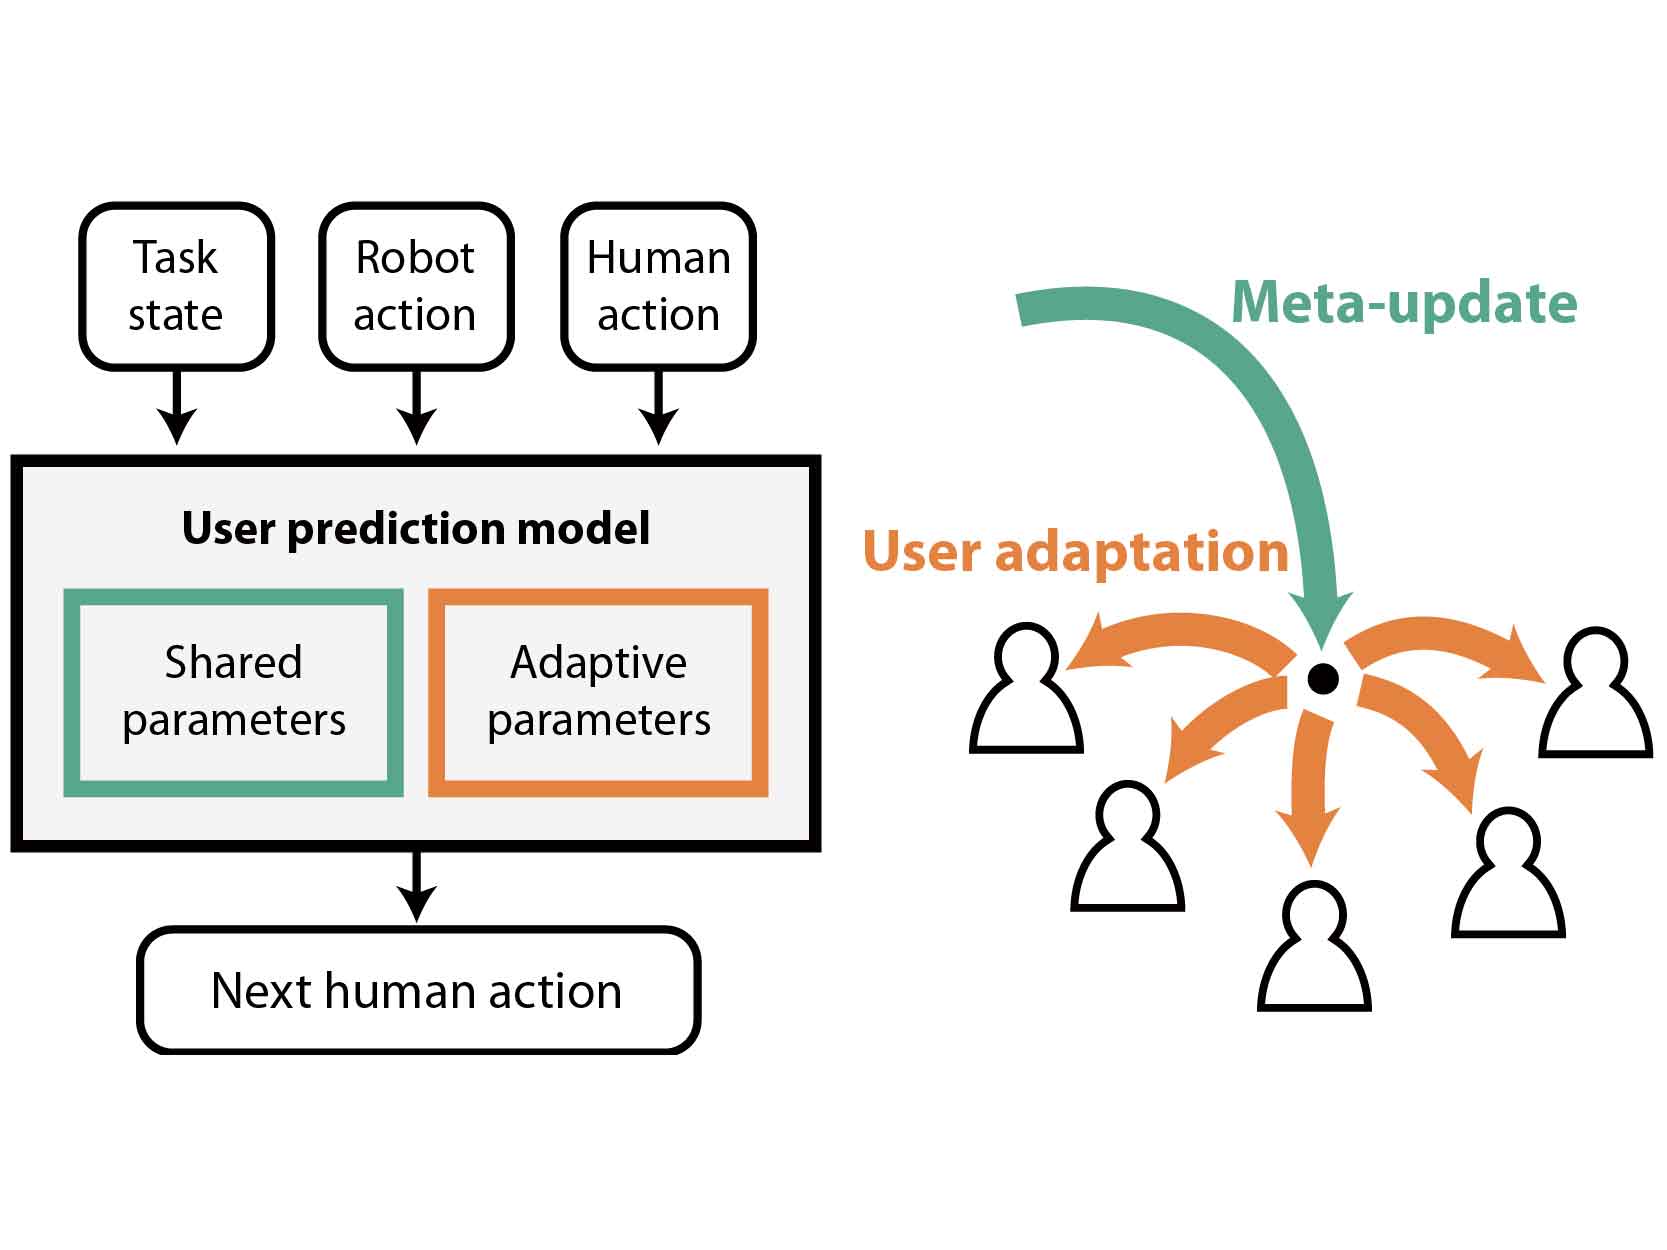 Task
state
Robot
action
Human
action
User prediction model
Shared
parameters
Adaptive
parameters
Next human action
Meta-update
User adaptation